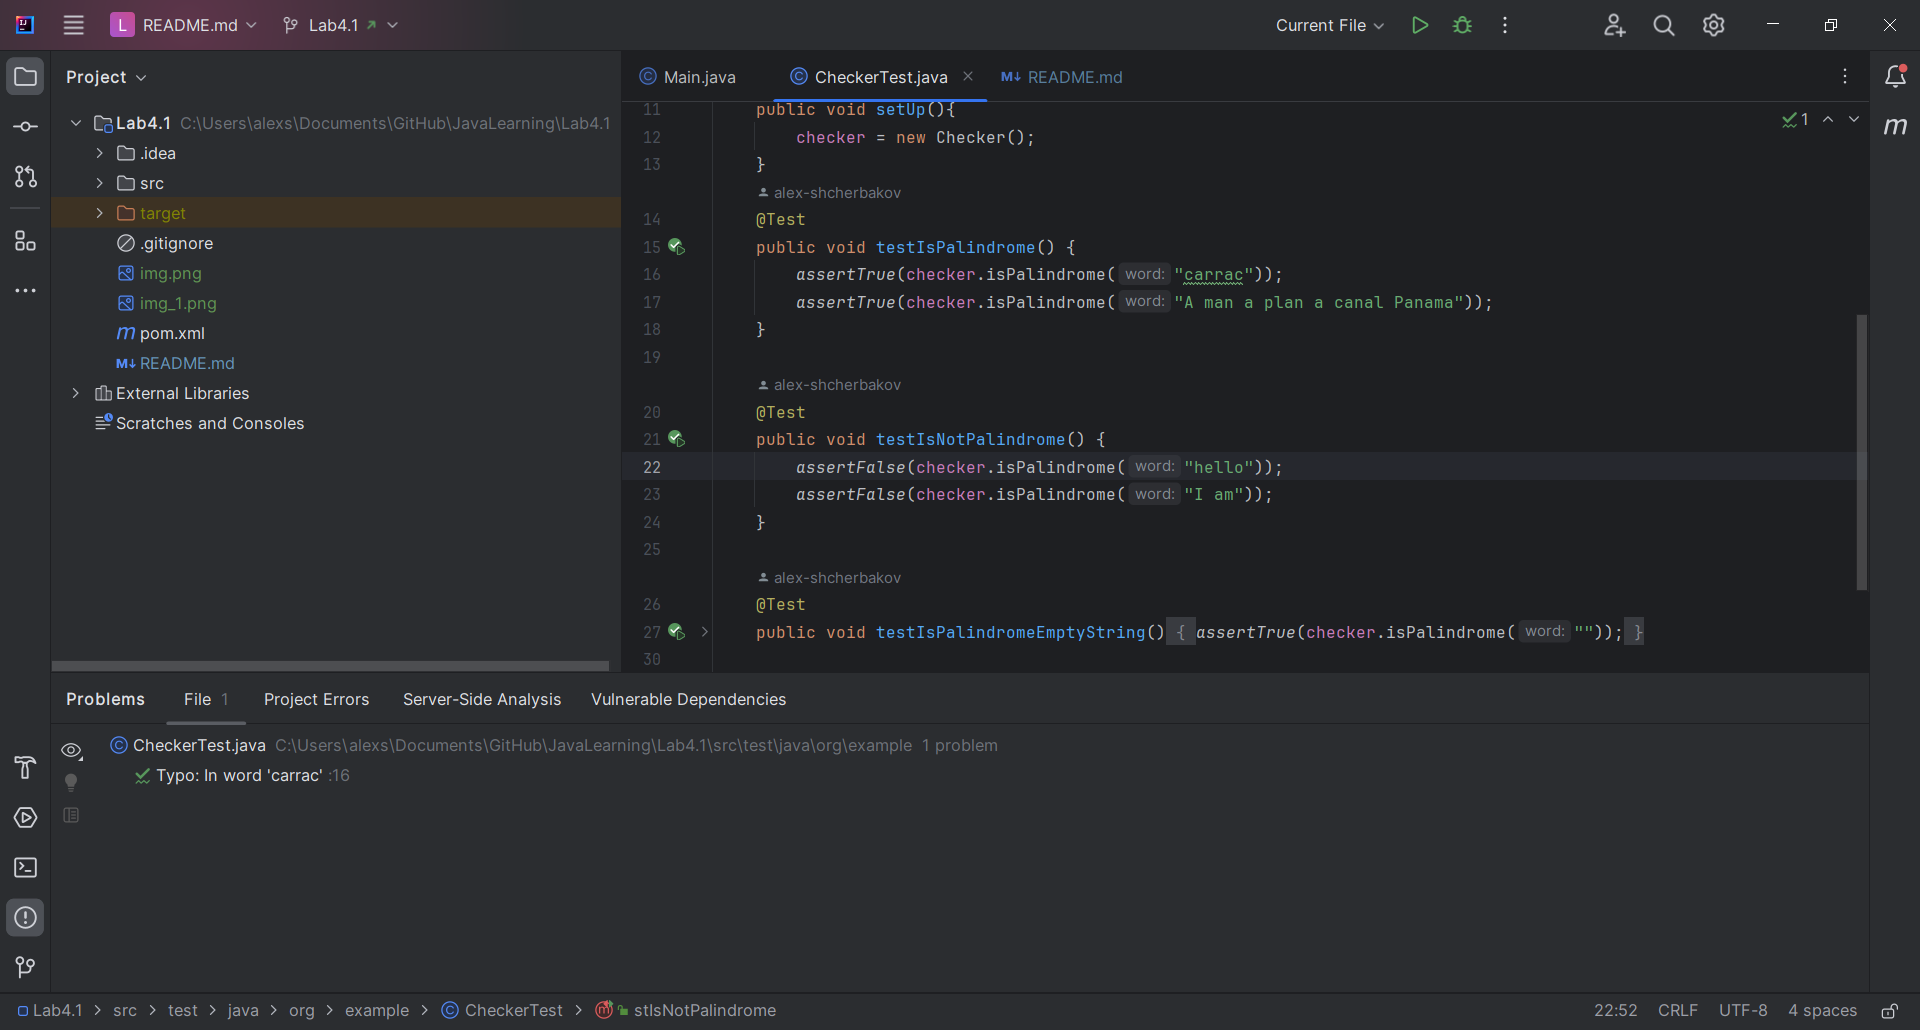 L README.md Lab4.1 Current File
Project
Lab4.1 C:\Users\alexs\Documents\GitHub\JavaLearning\Lab4.1
.idea
src
target
.gitignore
img.png
img_1.png
m pom.xml
M↓ README.md
External Libraries
Scratches and Consoles
Main.java CheckerTest.java M↓ README.md
1
11 public void setUp(){
12 checker = new Checker();
13 }
alex-shcherbakov
14 @Test
15 public void testIsPalindrome() {
16 assertTrue(checker.isPalindrome( word: "carrac"));
17 assertTrue(checker.isPalindrome( word: "A man a plan a canal Panama"));
18 }
19
alex-shcherbakov
20 @Test
21 public void testIsNotPalindrome() {
22 assertFalse(checker.isPalindrome( word: "hello"));
23 assertFalse(checker.isPalindrome( word: "I am"));
24 }
25
alex-shcherbakov
26 @Test
27 public void testIsPalindromeEmptyString() { assertTrue(checker.isPalindrome( word: "")); }
30
m
Problems File 1 Project Errors Server-Side Analysis Vulnerable Dependencies
CheckerTest.java C:\Users\alexs\Documents\GitHub\JavaLearning\Lab4.1\src\test\java\org\example 1 problem
Typo: In word 'carrac' :16
Lab4.1 > src > test > java > org > example > CheckerTest > stIsNotPalindrome 22:52 CRLF UTF-8 4 spaces